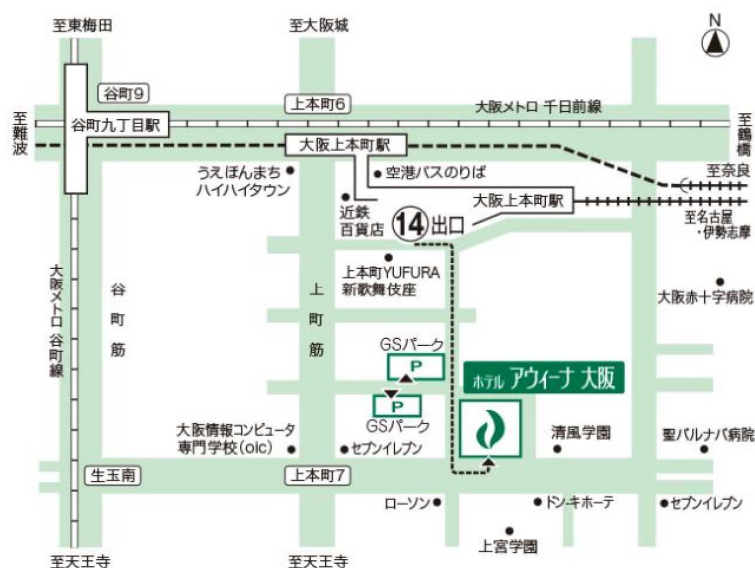 至東梅田
至大阪城
N
谷町9
上本町6
大阪メトロ 千日前線
至難波
谷町九丁目駅
至鶴橋
大阪上本町駅
至奈良
うえほんまち
ハイハイタウン
空港バスのりば
大阪上本町駅
近鉄
百貨店
14出口
至名古屋
・伊勢志摩
大阪メトロ 谷町線
谷町筋
上町筋
上本町YUFURA
新歌舞伎座
大阪赤十字病院
GSパーク
P
ホテル アウィーナ 大阪
P
GSパーク
大阪情報コンピュータ
専門学校(oic)
セブンイレブン
清風学園
聖バルナバ病院
生玉南
上本町7
ローソン
ドン・キホーテ
セブンイレブン
上宮学園
至天王寺
至天王寺